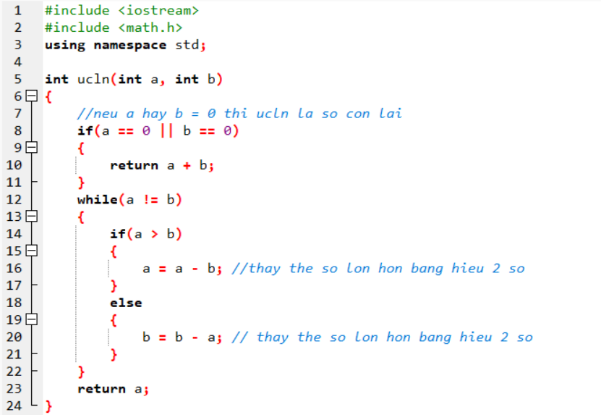 1 #include <iostream>
2 #include <math.h>
3 using namespace std;
4
5 int ucln(int a, int b)
6 {
7 //neu a hay b = 0 thi ucln la so con lai
8 if(a == 0 || b == 0)
9 {
10 return a + b;
11 }
12 while(a != b)
13 {
14 if(a > b)
15 {
16 a = a - b; //thay the so lon hon bang hieu 2 so
17 }
18 else
19 {
20 b = b - a; // thay the so lon hon bang hieu 2 so
21 }
22 }
23 return a;
24 }